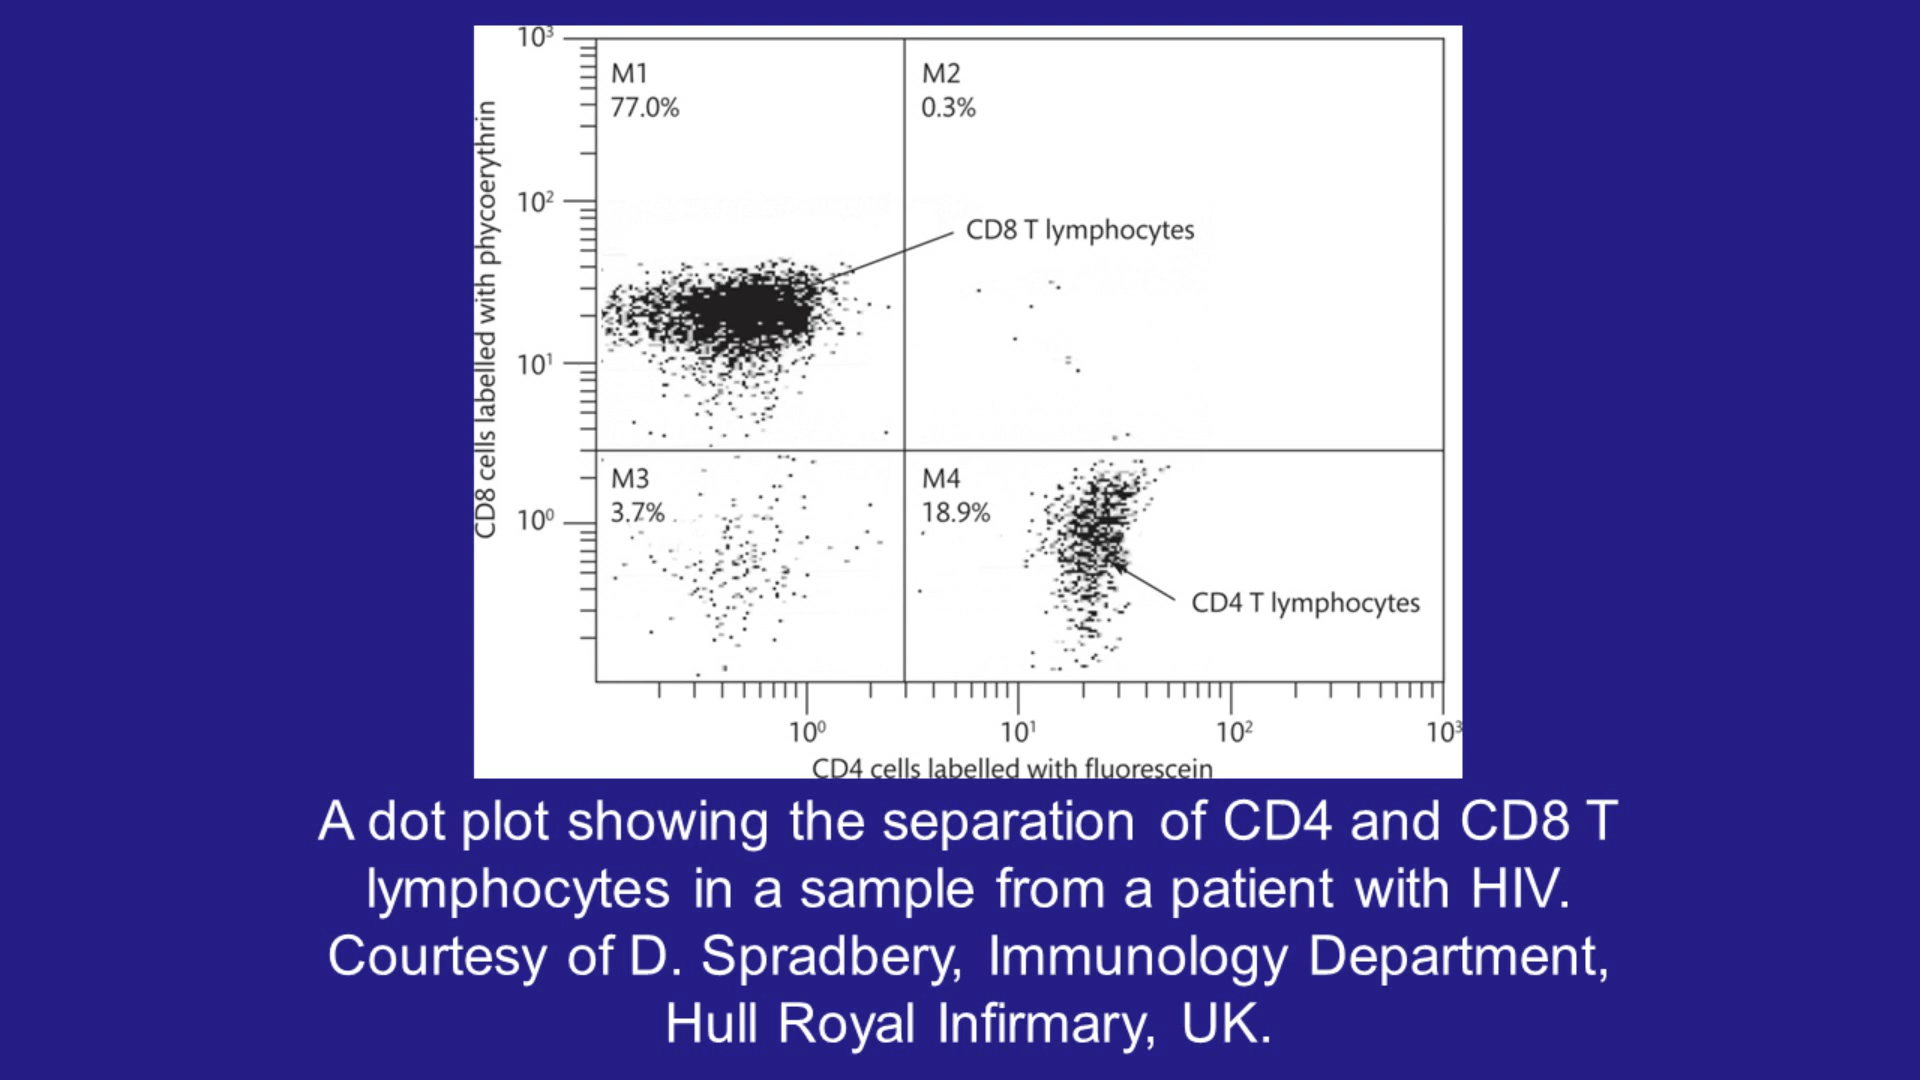 10³
M1
77.0%
M2
0.3%
10²
CD8 T lymphocytes
10¹
CD8 cells labelled with phycoerythrin
M3
3.7%
M4
18.9%
10⁰
CD4 T lymphocytes
10⁰ 10¹ 10² 10³
CD4 cells labelled with fluorescein
A dot plot showing the separation of CD4 and CD8 T
lymphocytes in a sample from a patient with HIV.
Courtesy of D. Spradbery, Immunology Department,
Hull Royal Infirmary, UK.